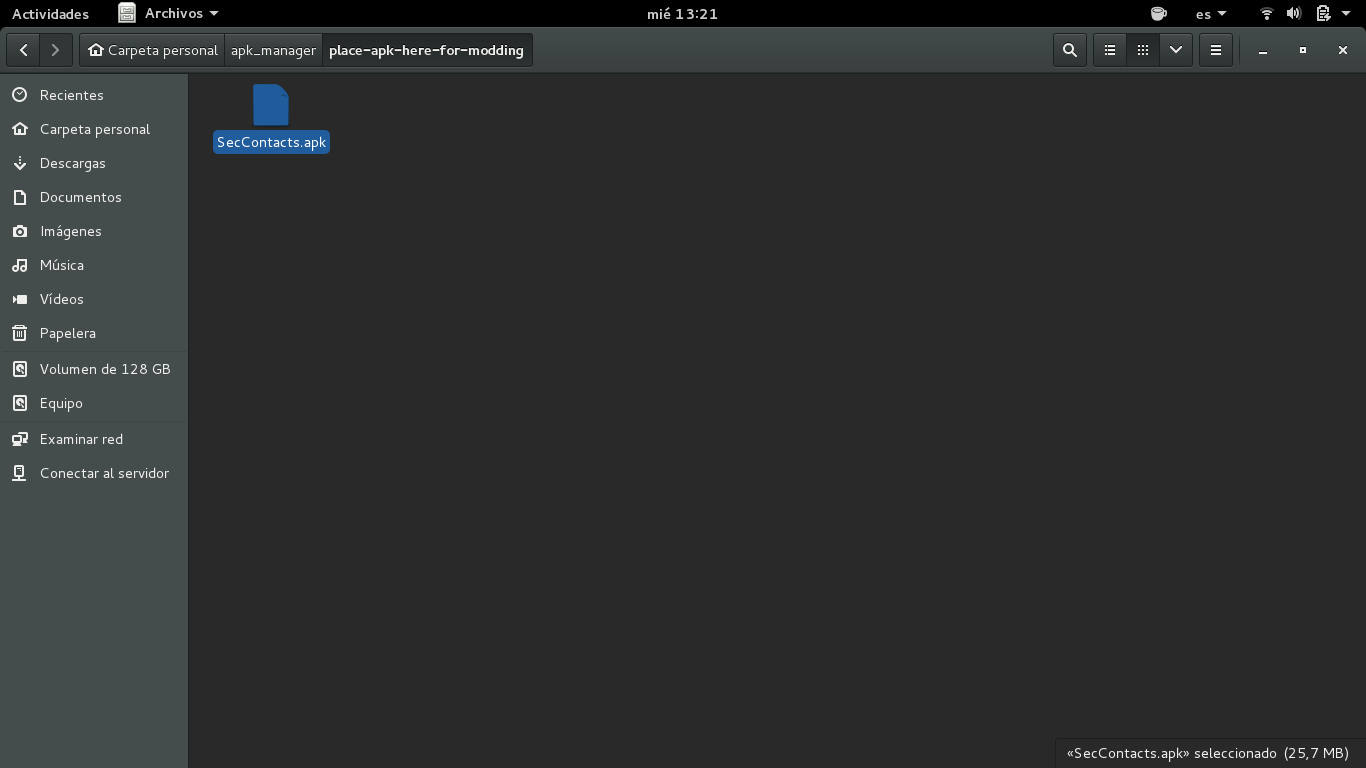 Actividades
Archivos
mié 13:21
es
Carpeta personal
apk_manager
place-apk-here-for-modding
Recientes
Carpeta personal
Descargas
Documentos
Imágenes
Música
Vídeos
Papelera
Volumen de 128 GB
Equipo
Examinar red
Conectar al servidor
SecContacts.apk
«SecContacts.apk» seleccionado (25,7 MB)